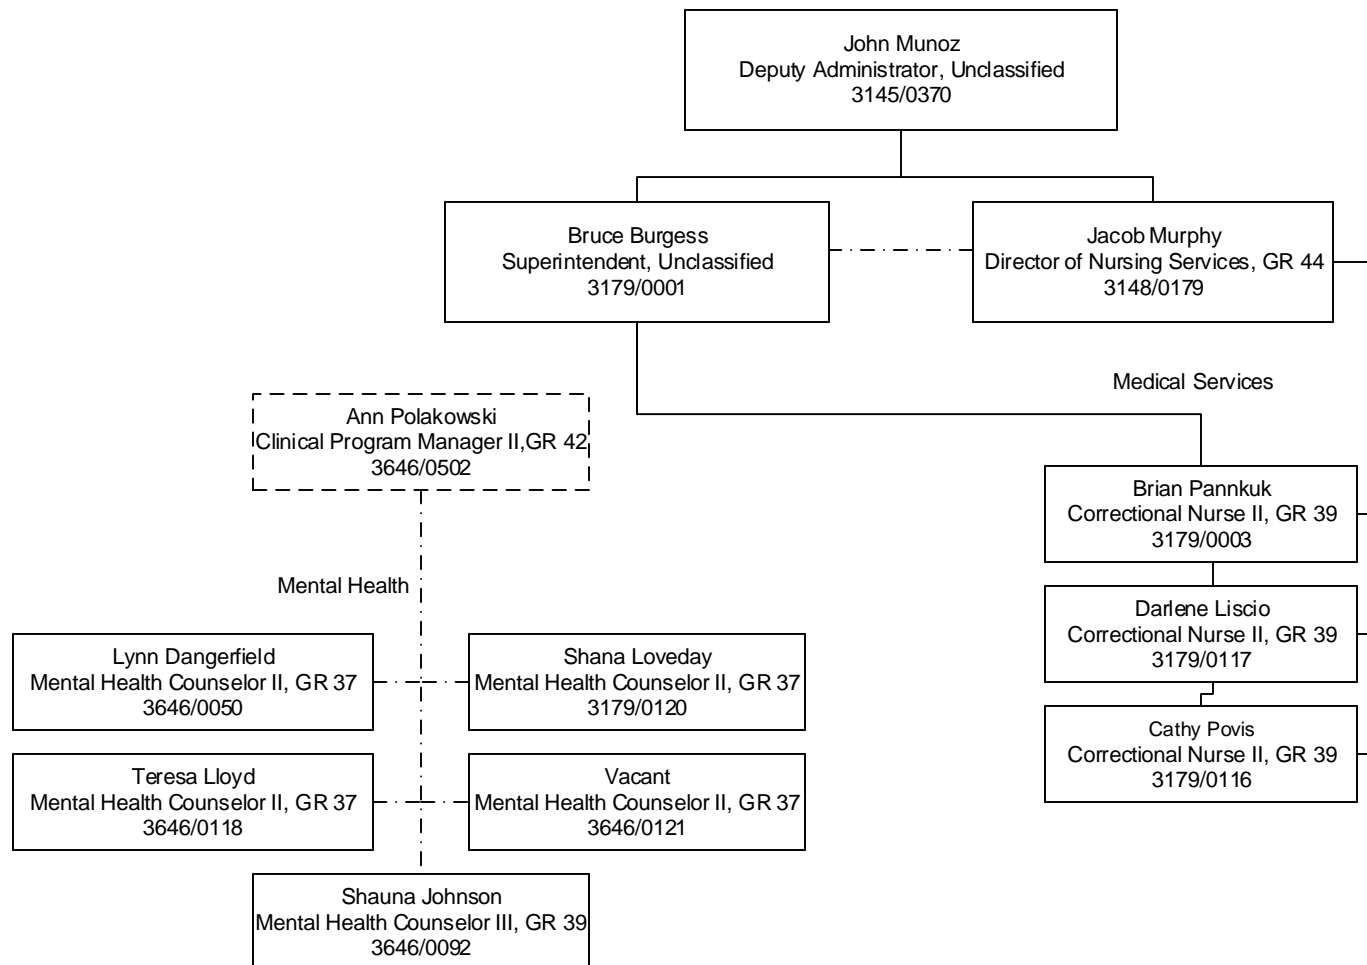 John Munoz
Deputy Administrator, Unclassified
3145/0370
Bruce Burgess
Superintendent, Unclassified
3179/0001
Jacob Murphy
Director of Nursing Services, GR 44
3148/0179
Medical Services
Ann Polakowski
Clinical Program Manager II,GR 42
3646/0502
Brian Pannkuk
Correctional Nurse II, GR 39
3179/0003
Mental Health
Darlene Liscio
Correctional Nurse II, GR 39
3179/0117
Lynn Dangerfield
Mental Health Counselor II, GR 37
3646/0050
Shana Loveday
Mental Health Counselor II, GR 37
3179/0120
Cathy Povis
Correctional Nurse II, GR 39
3179/0116
Teresa Lloyd
Mental Health Counselor II, GR 37
3646/0118
Vacant
Mental Health Counselor II, GR 37
3646/0121
Shauna Johnson
Mental Health Counselor III, GR 39
3646/0092